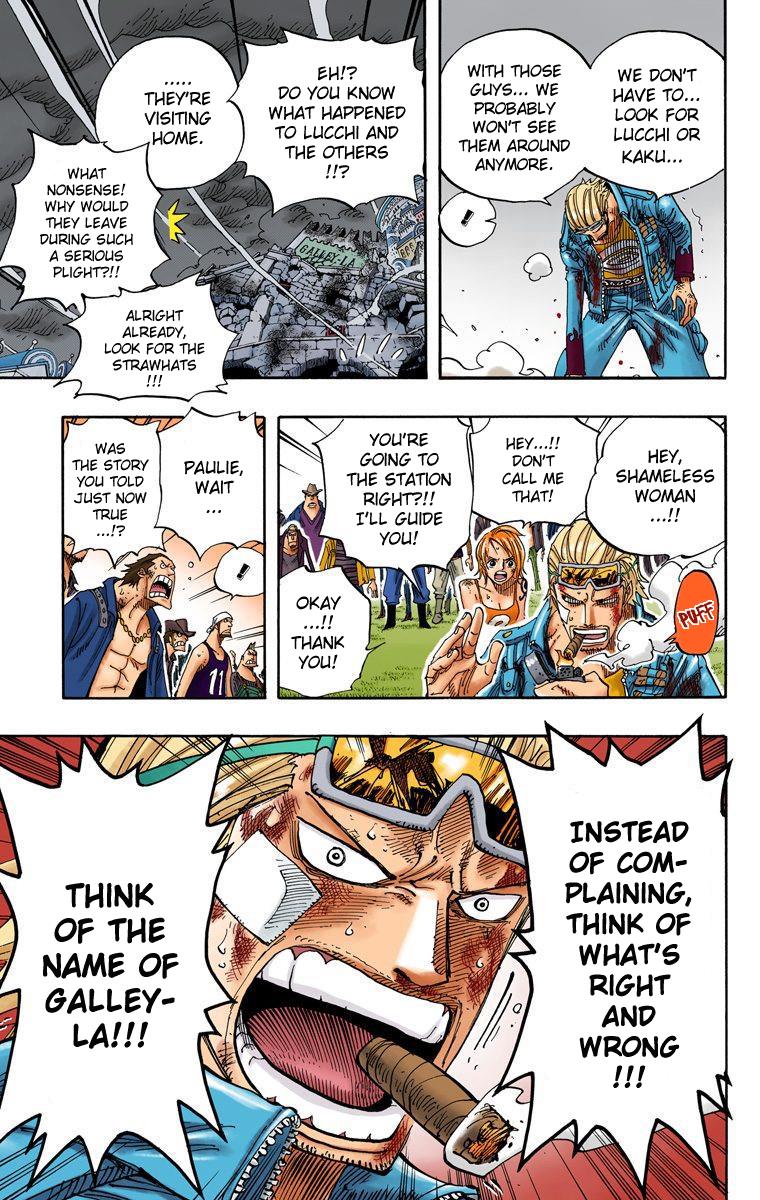 WE DON'T
HAVE TO...
LOOK FOR
LUCCHI OR
KAKU...
WITH THOSE
GUYS... WE
PROBABLY
WON'T SEE
THEM AROUND
ANYMORE.
!
EH!?
DO YOU KNOW
WHAT HAPPENED
TO LUCCHI AND
THE OTHERS
!!?
.....
THEY'RE
VISITING
HOME.
WHAT
NONSENSE!
WHY WOULD
THEY LEAVE
DURING SUCH
A SERIOUS
PLIGHT?!!
GALLEY-LA
ALRIGHT
ALREADY,
LOOK FOR THE
STRAWHATS
!!!
HEY,
SHAMELESS
WOMAN
...!!
HEY...!!
DON'T
CALL ME
THAT!
YOU'RE
GOING TO
THE STATION
RIGHT?!!
I'LL GUIDE
YOU!
PUFF
OKAY
...!!
THANK
YOU!
PAULIE,
WAIT
...
WAS
THE STORY
YOU TOLD
JUST NOW
TRUE
...!?
!
11
INSTEAD
OF COM-
PLAINING,
THINK OF
WHAT'S
RIGHT
AND
WRONG
!!!
THINK
OF THE
NAME OF
GALLEY-
LA!!!